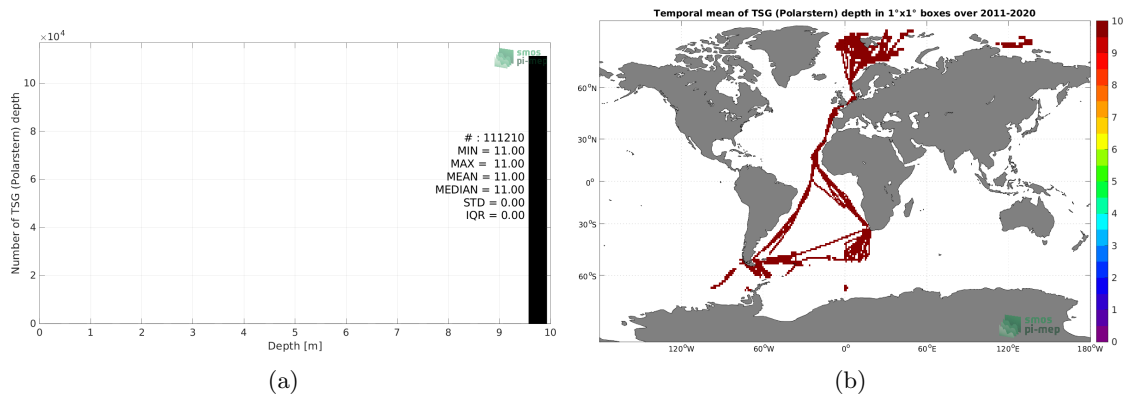 ×10⁴
10
8
6
4
2
0
Number of TSG (Polarstern) depth
smos
pi-mep
# : 111210
MIN = 11.00
MAX = 11.00
MEAN = 11.00
MEDIAN = 11.00
STD = 0.00
IQR = 0.00
0 1 2 3 4 5 6 7 8 9 10
Depth [m]
(a)
Temporal mean of TSG (Polarstern) depth in 1°x1° boxes over 2011-2020
60°N
30°N
0°
30°S
60°S
120°W 60°W 0° 60°E 120°E 180°W
smos
pi-mep
10
9
8
7
6
5
4
3
2
1
0
(b)